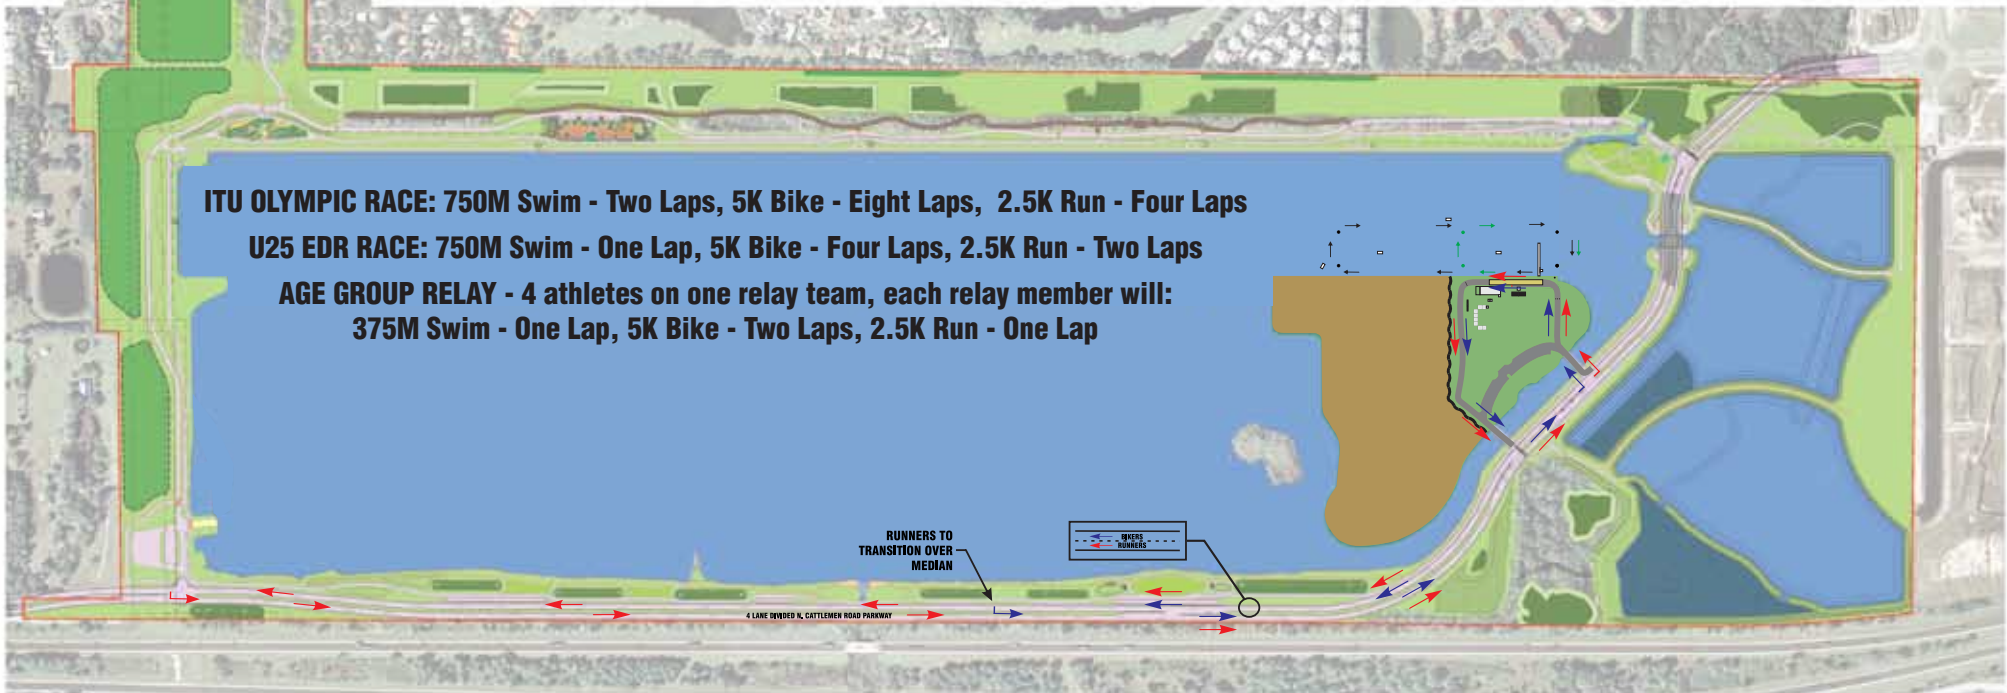 ITU OLYMPIC RACE: 750M Swim - Two Laps, 5K Bike - Eight Laps, 2.5K Run - Four Laps
U25 EDR RACE: 750M Swim - One Lap, 5K Bike - Four Laps, 2.5K Run - Two Laps
AGE GROUP RELAY - 4 athletes on one relay team, each relay member will:
375M Swim - One Lap, 5K Bike - Two Laps, 2.5K Run - One Lap
RUNNERS TO
TRANSITION OVER
MEDIAN
BIKERS
RUNNERS
4 LANE DIVIDED N. CATTLEMEN ROAD PARKWAY